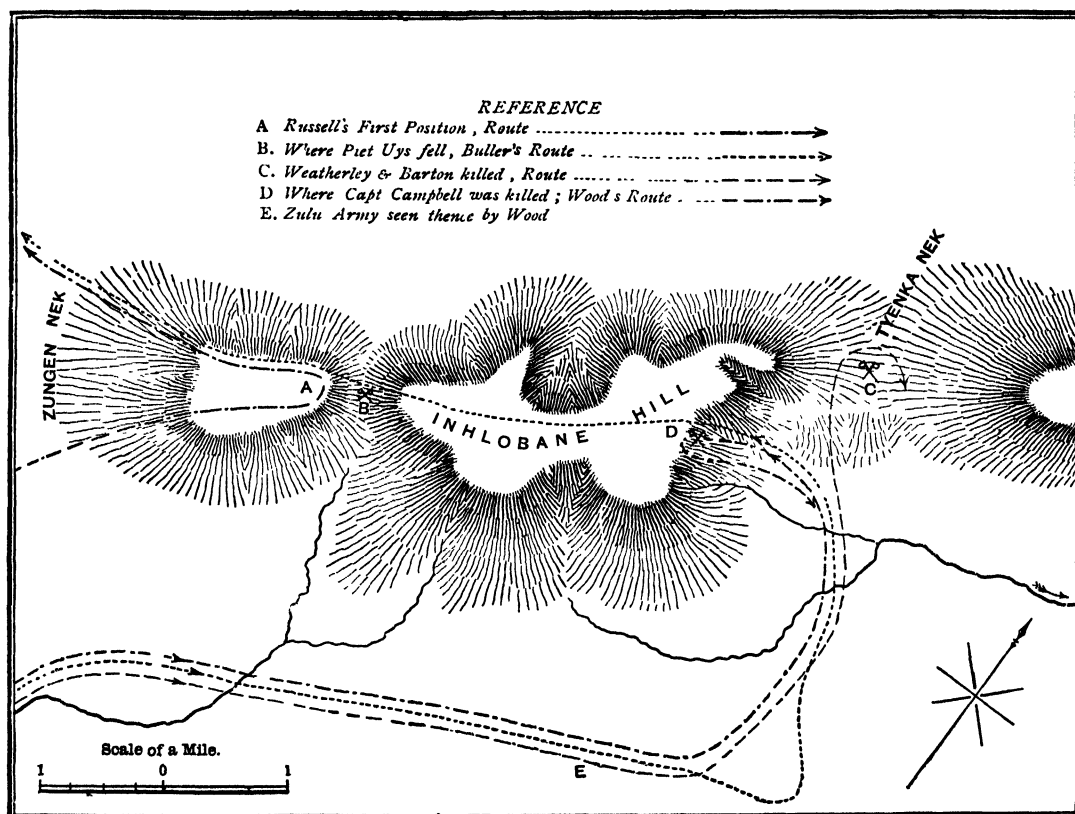 REFERENCE
A Russell's First Position, Route
B. Where Piet Uys fell, Buller's Route
C. Weatherley & Barton killed, Route
D Where Capt Campbell was killed; Wood s Route
E. Zulu Army seen thence by Wood
ZUNGEN NEK
TYENKA NEK
A
B
C
INHLOBANE HILL
D
E
Scale of a Mile.
1 0 1